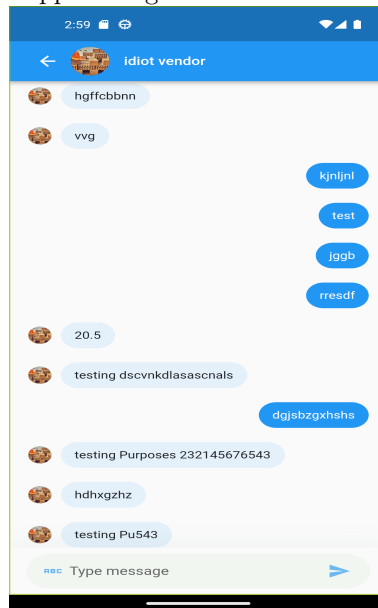 2:59
idiot vendor
hgffcbbnn
vvg
kjnljnl
test
jggb
rresdf
20.5
testing dscvnkdlasascnals
dgjsbzgxhshs
testing Purposes 232145676543
hdhxgzhz
testing Pu543
ABC Type message